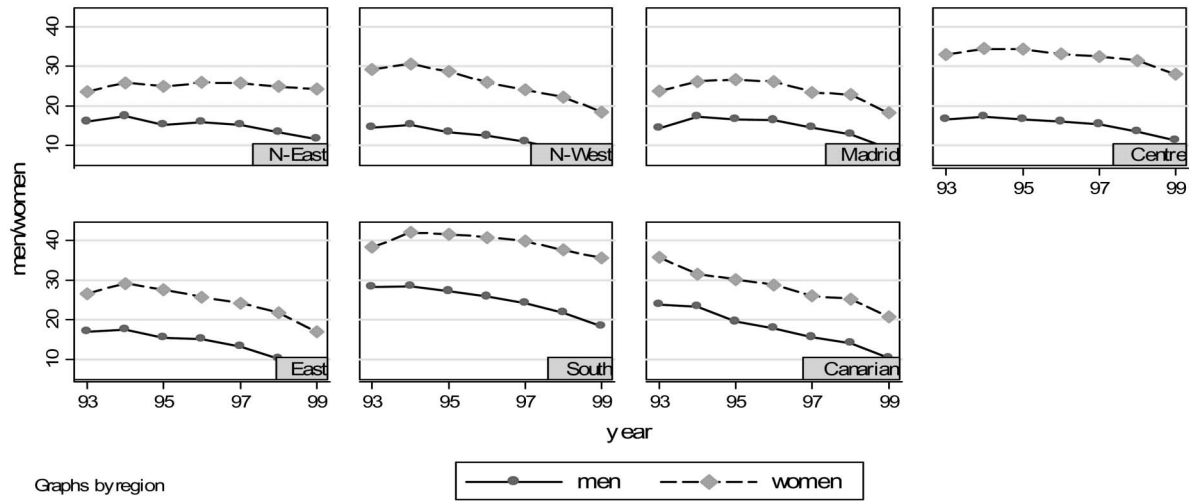 men/women
40
30
20
10
N-East
N-West
Madrid
Centre
93 95 97 99
40
30
20
10
East
South
Canarian
93 95 97 99
93 95 97 99
93 95 97 99
year
Graphs by region
men
women